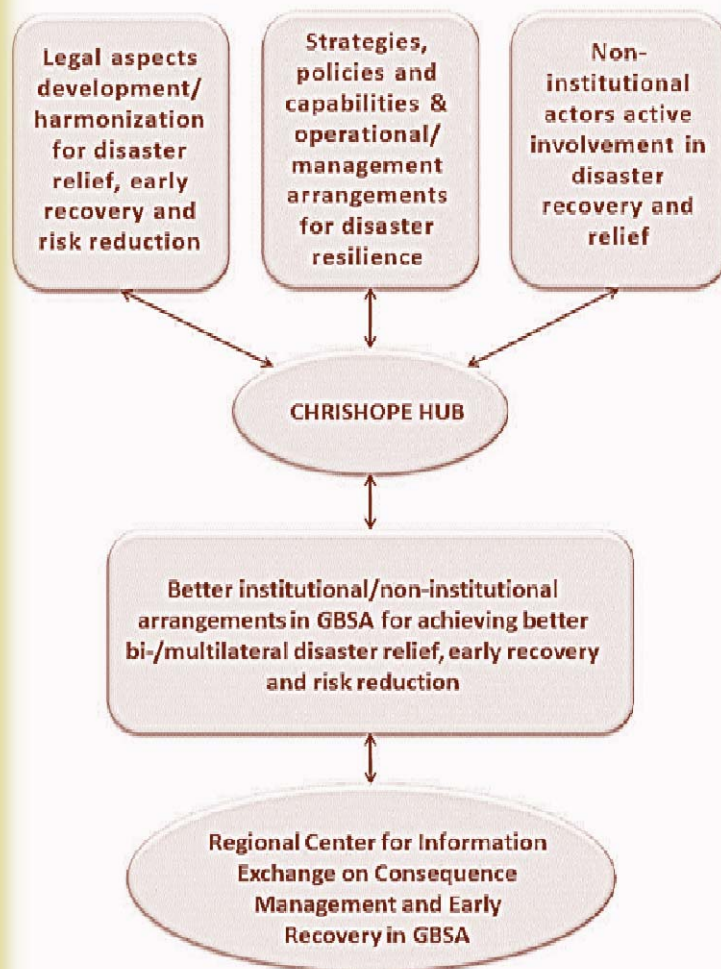 Legal aspects
development/
harmonization
for disaster
relief, early
recovery and
risk reduction
Strategies,
policies and
capabilities &
operational/
management
arrangements
for disaster
resilience
Non-
institutional
actors active
involvement in
disaster
recovery and
relief
CHRISHOPE HUB
Better institutional/non-institutional
arrangements in GBSA for achieving better
bi-/multilateral disaster relief, early recovery
and risk reduction
Regional Center for Information
Exchange on Consequence
Management and Early
Recovery in GBSA